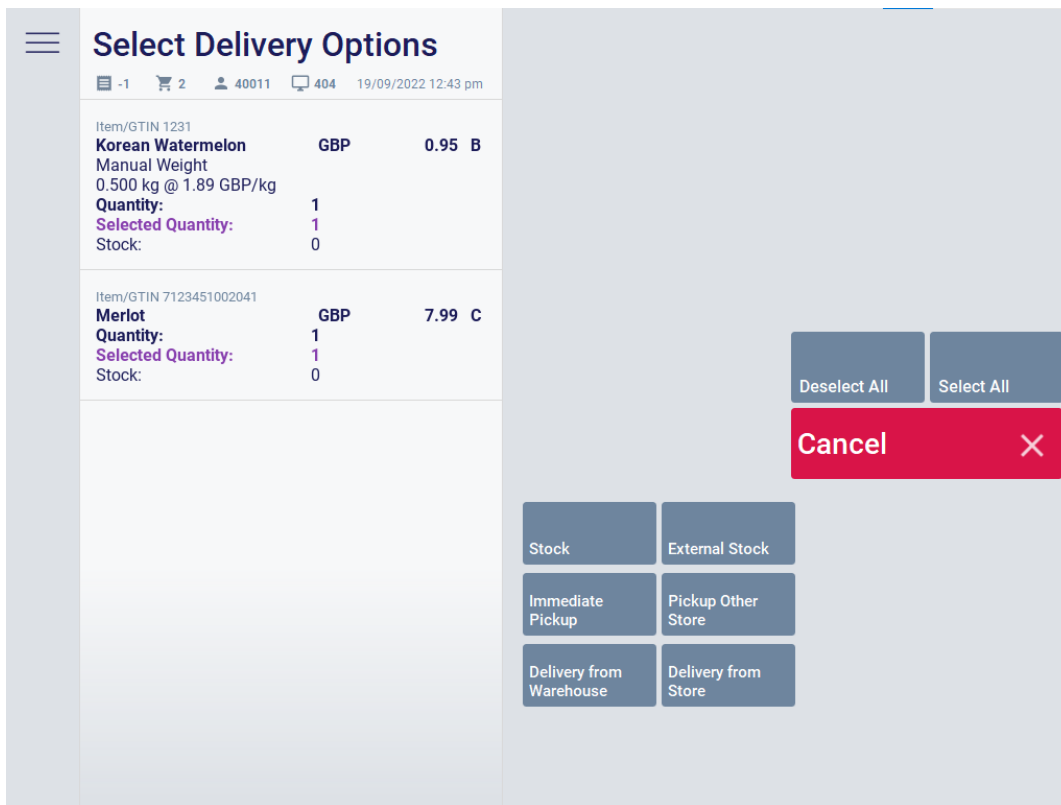 Select Delivery Options
-1 2 40011 404 19/09/2022 12:43 pm
Item/GTIN 1231
Korean Watermelon GBP 0.95 B
Manual Weight
0.500 kg @ 1.89 GBP/kg
Quantity: 1
Selected Quantity: 1
Stock: 0
Item/GTIN 7123451002041
Merlot GBP 7.99 C
Quantity: 1
Selected Quantity: 1
Stock: 0
Deselect All Select All
Cancel
Stock External Stock
Immediate
Pickup
Pickup Other
Store
Delivery from
Warehouse
Delivery from
Store